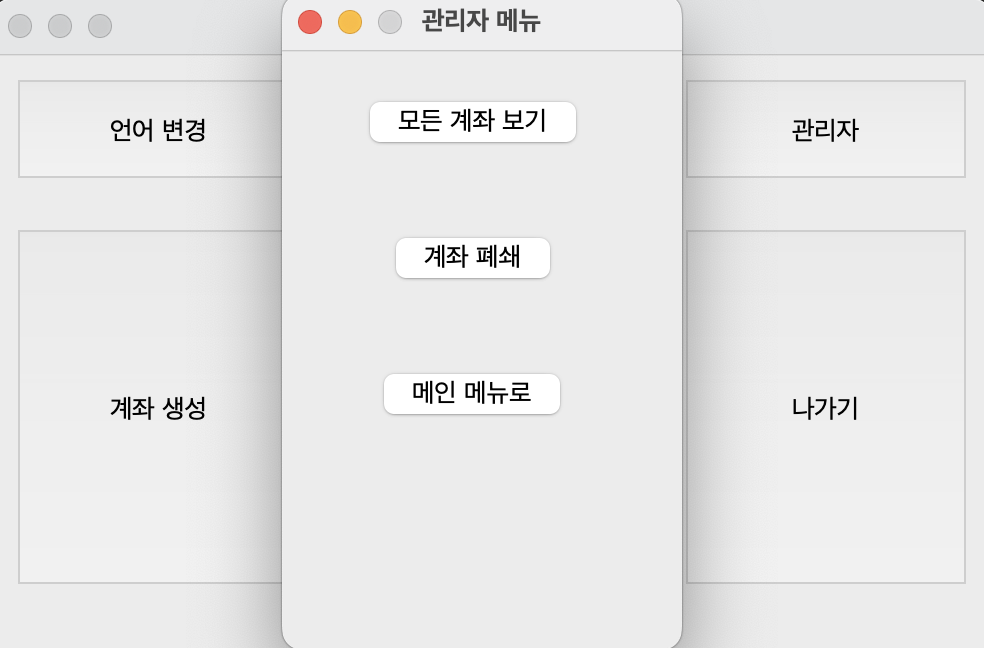 관리자 메뉴
언어 변경
모든 계좌 보기
관리자
계좌 폐쇄
메인 메뉴로
계좌 생성
나가기